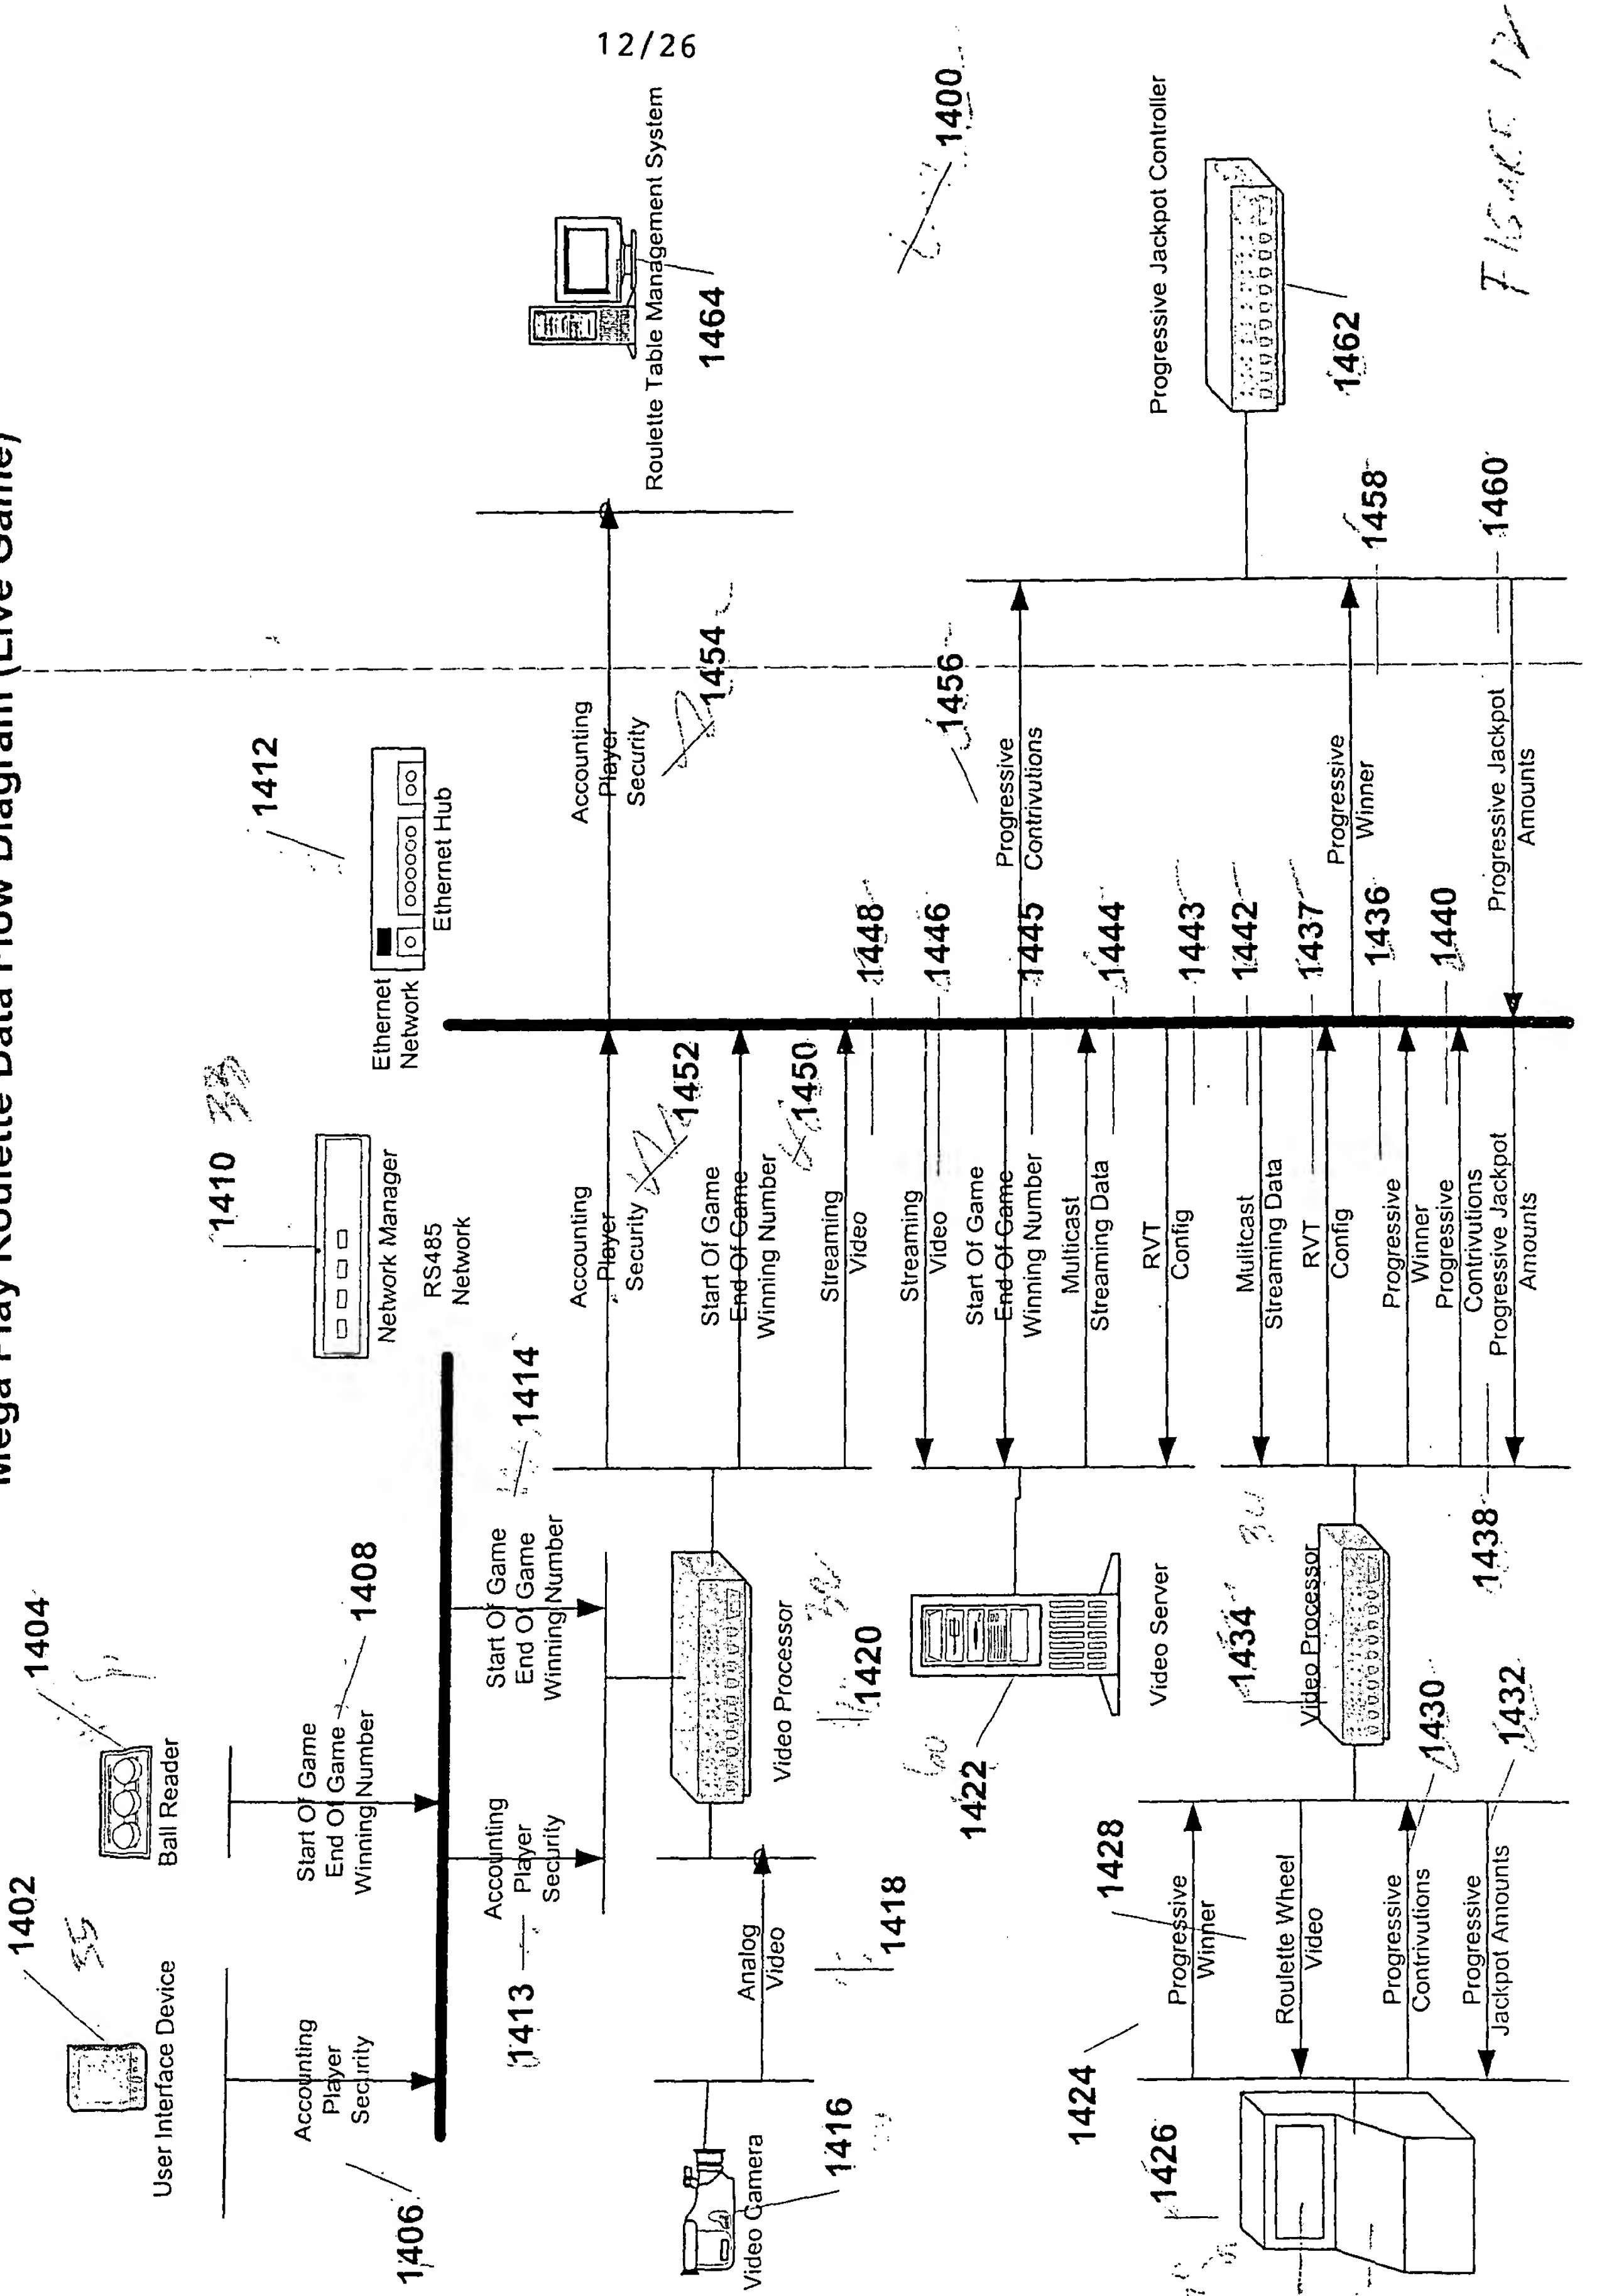 12/26
Mega Play Roulette Data Flow Diagram (Live Game)
1402
35
User Interface Device
1404
Ball Reader
1410
33
Network Manager
1412
Ethernet Hub
Ethernet
Network
RS485
Network
1406
Accounting
Player
Security
Start Of Game
End Of Game
Winning Number
1408
1413
Accounting
Player
Security
Start Of Game
End Of Game
Winning Number
1414
Video Camera
1416
Analog
Video
1418
Video Processor
1420
Accounting
Player
Security
1452
Start Of Game
End Of Game
Winning Number
1450
Streaming
Video
1448
Accounting
Player
Security
1454
Roulette Table Management System
1464
1400
60
1422
Video Server
Streaming
Video
1446
Start Of Game
End Of Game
Winning Number
1445
Multicast
Streaming Data
1444
RVT
Config
1443
1456
Progressive
Contrivutions
Progressive Jackpot Controller
1462
1424
1426
1428
Progressive
Winner
Roulette Wheel
Video
Progressive
Contrivutions
1430
Progressive
Jackpot Amounts
1432
1434
Video Processor
Mulitcast
Streaming Data
1442
RVT
Config
1437
Progressive
Winner
1436
Progressive
Contrivutions
1440
Progressive Jackpot
Amounts
1438
Progressive
Winner
1458
Progressive Jackpot
Amounts
1460
FIGURE 12